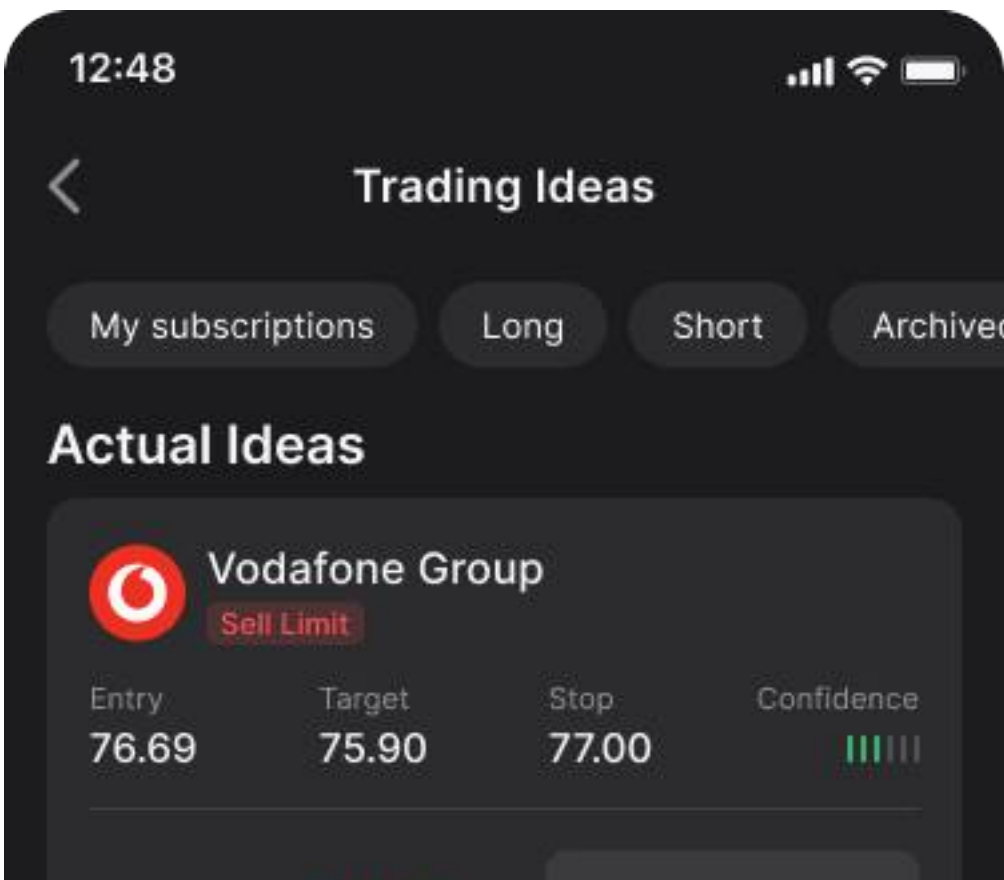 12:48
Trading Ideas
My subscriptions Long Short
Actual Ideas
Vodafone Group
Sell Limit
Entry Target Stop Confidence
76.69 75.90 77.00